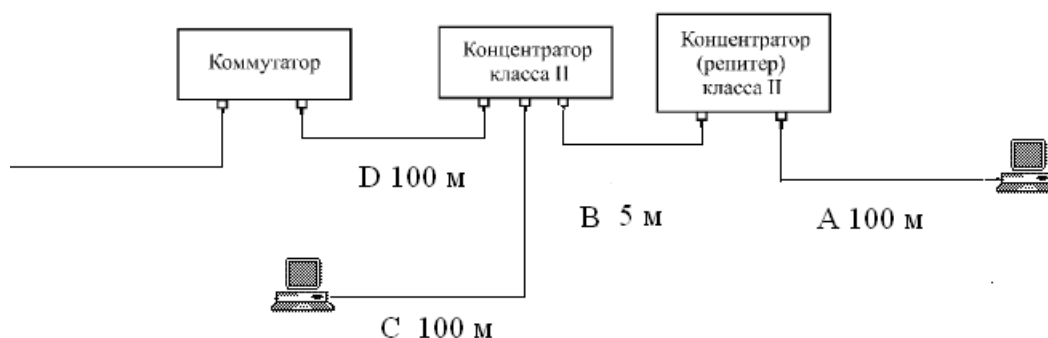 Коммутатор
Концентратор
класса II
Концентратор
(репитер)
класса II
D 100 м
B 5 м
A 100 м
C 100 м